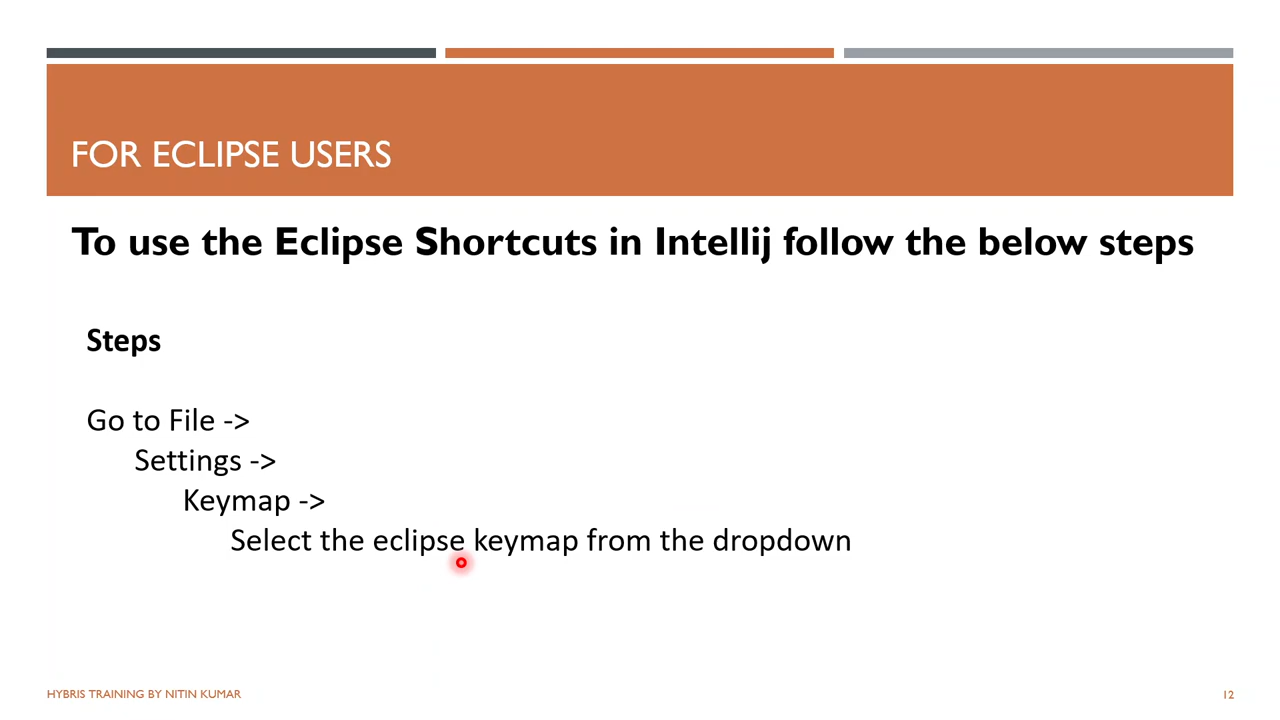 FOR ECLIPSE USERS
To use the Eclipse Shortcuts in Intellij follow the below steps
Steps
Go to File ->
Settings ->
Keymap ->
Select the eclipse keymap from the dropdown
HYBRIS TRAINING BY NITIN KUMAR
12